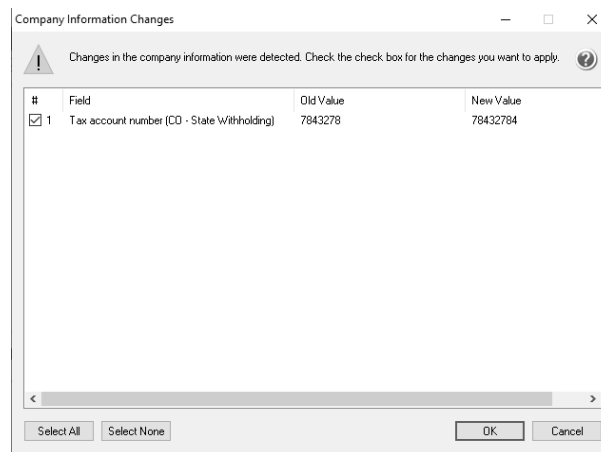 Company Information Changes
Changes in the company information were detected. Check the check box for the changes you want to apply.
# Field Old Value New Value
1 Tax account number (CO - State Withholding) 7843278 78432784
Select All Select None OK Cancel